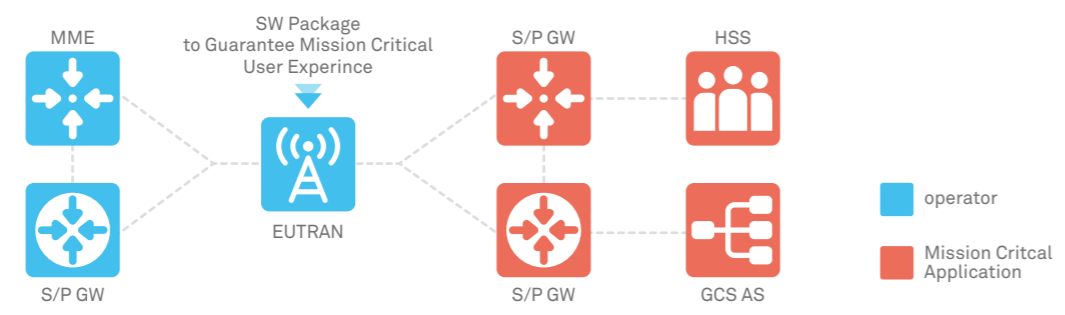 SW Package
to Guarantee Mission Critical
User Experince
MME
S/P GW
HSS
EUTRAN
operator
Mission Critcal
Application
S/P GW
S/P GW
GCS AS